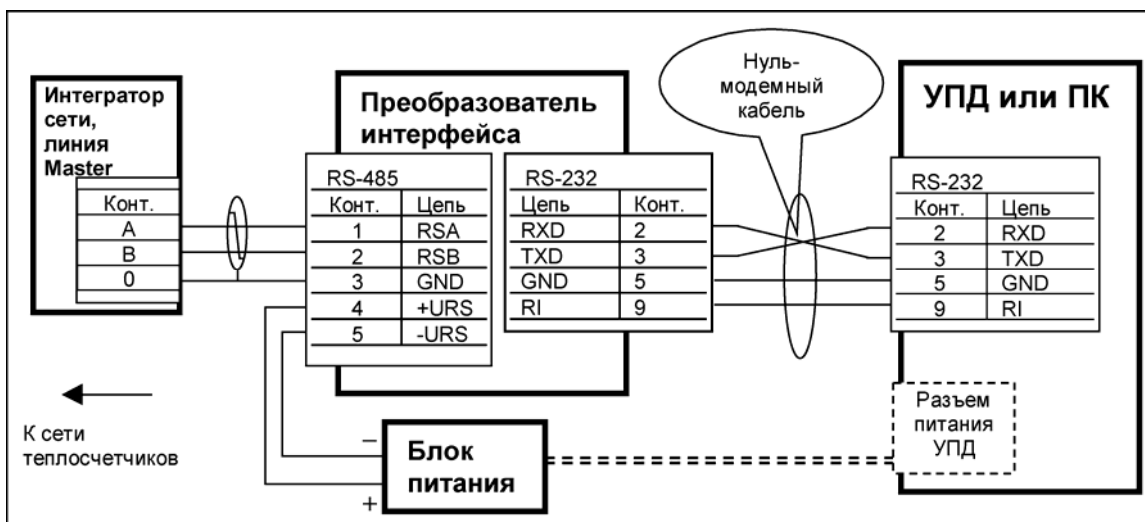 Интегратор
сети,
линия
Master
Конт.
A
B
0
К сети
теплосчетчиков
Преобразователь
интерфейса
RS-485
Конт. Цепь
1 RSA
2 RSB
3 GND
4 +URS
5 -URS
RS-232
Цепь Конт.
RXD 2
TXD 3
GND 5
RI 9
Нуль-
модемный
кабель
УПД или ПК
RS-232
Конт. Цепь
2 RXD
3 TXD
5 GND
9 RI
Разъем
питания
УПД
–
+
Блок
питания